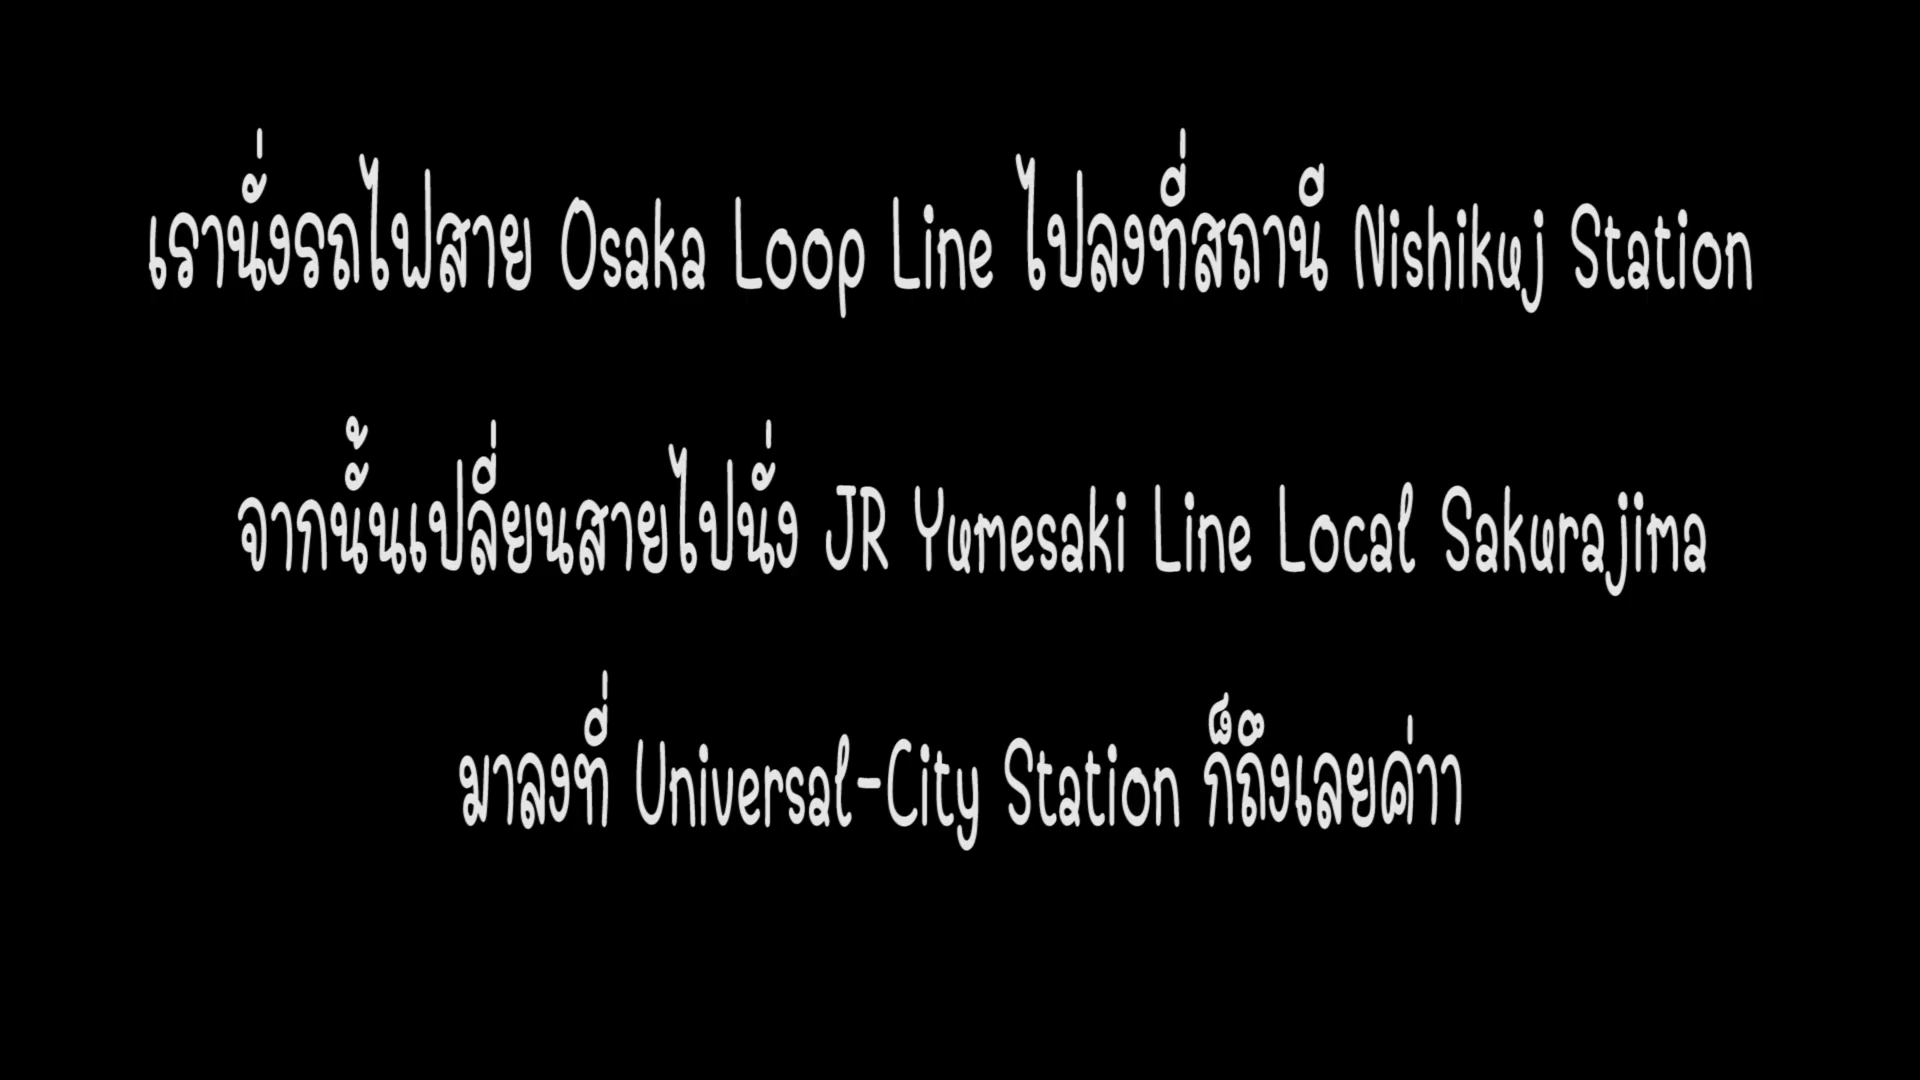 เรานั่งรถไฟสาย Osaka Loop Line ไปลงที่สถานี Nishikuj Station
จากนั้นเปลี่ยนสายไปนั่ง JR Yumesaki Line Local Sakurajima
มาลงที่ Universal-City Station ก็ถึงเลยค่าา